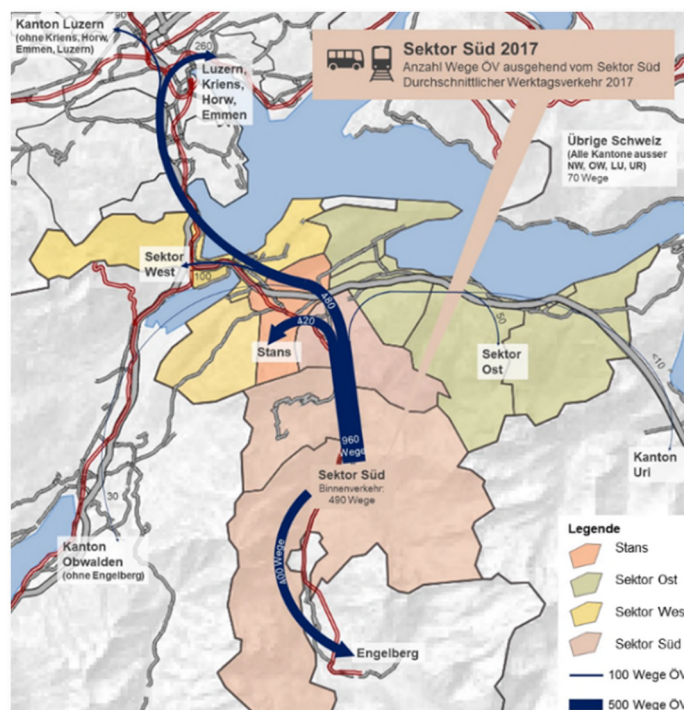 Kanton Luzern
(ohne Kriens, Horw,
Emmen, Luzern)
90
260
Luzern,
Kriens,
Horw,
Emmen
Sektor Süd 2017
Anzahl Wege ÖV ausgehend vom Sektor Süd
Durchschnittlicher Werktagsverkehr 2017
Übrige Schweiz
(Alle Kantone ausser
NW, OW, LU, UR)
70 Wege
Sektor
West
100
480
420
Stans
50
Sektor
Ost
<10
Kanton
Uri
960
Wege
Sektor Süd
Binnenverkehr:
490 Wege
30
Kanton
Obwalden
(ohne Engelberg)
400 Wege
Engelberg
Legende
Stans
Sektor Ost
Sektor Wes
Sektor Süd
100 Wege ÖV
500 Wege ÖV